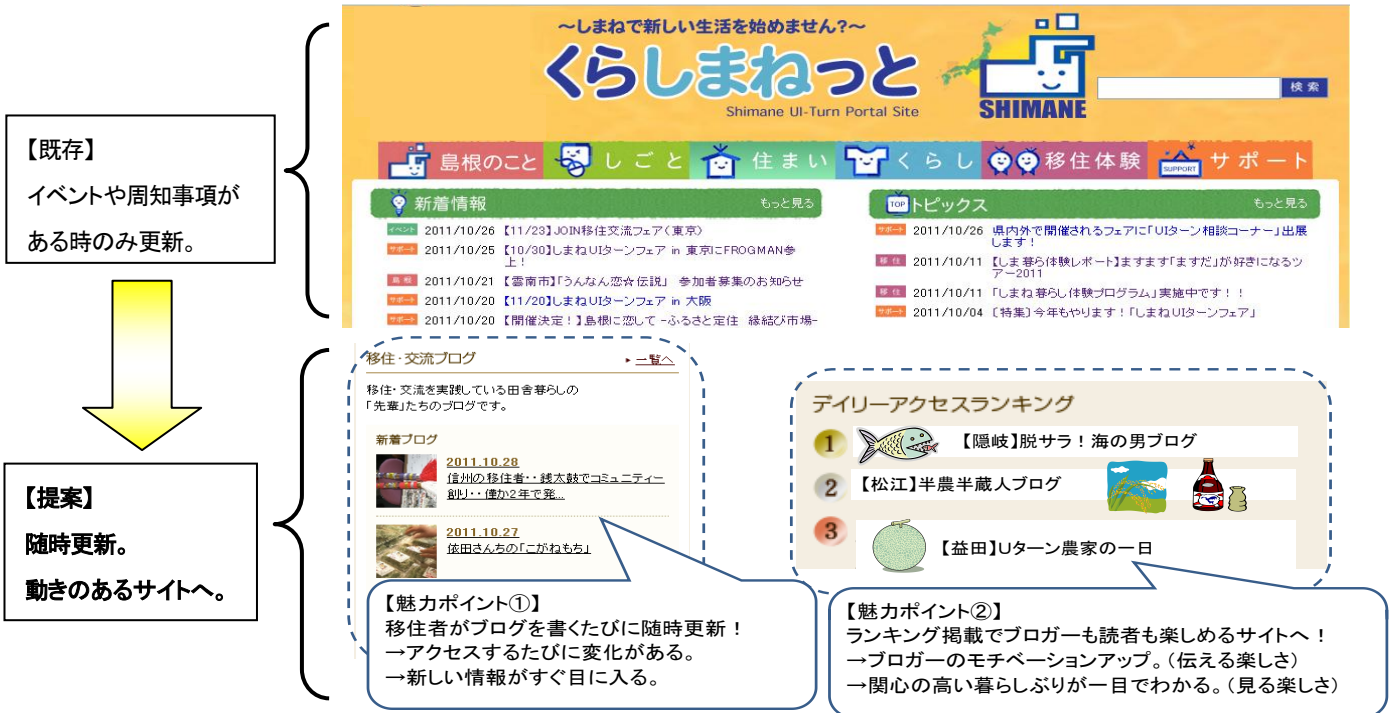 ～しまねで新しい生活を始めません?～
くらしまねっと
Shimane UI-Turn Portal Site
SHIMANE
検索
【既存】
イベントや周知事項が
ある時のみ更新。
島根のこと
しごと
住まい
くらし
移住体験
SUPPORT
サポート
新着情報
もっと見る
イベント 2011/10/26 【11/23】JOIN移住交流フェア（東京）
サポート 2011/10/25 【10/30】しまねUIターンフェア in 東京にFROGMAN参
上！
島根 2011/10/21 【雲南市】「うんなん恋☆伝説」 参加者募集のお知らせ
サポート 2011/10/20 【11/20】しまねUIターンフェア in 大阪
サポート 2011/10/20 【開催決定！】島根に恋して -ふるさと定住 縁結び市場-
TOP
トピックス
もっと見る
サポート 2011/10/26 県内外で開催されるフェアに「UIターン相談コーナー」出展
します！
移住 2011/10/11 【しま暮ら体験レポート】ますます「ますだ」が好きになるツ
アー2011
移住 2011/10/11 「しまね暮らし体験プログラム」実施中です！！
サポート 2011/10/04 〔特集〕今年もやります！「しまねUIターンフェア」
【提案】
随時更新。
動きのあるサイトへ。
移住・交流ブログ
一覧へ
移住・交流を実践している田舎暮らしの
「先輩」たちのブログです。
新着ブログ
2011.10.28
信州の移住者・・銭太鼓でコミュニティー
創り・・僅か2年で発...
2011.10.27
依田さんちの「こがねもち」
【魅力ポイント①】
移住者がブログを書くたびに随時更新！
→アクセスするたびに変化がある。
→新しい情報がすぐ目に入る。
デイリーアクセスランキング
1 【隠岐】脱サラ！海の男ブログ
2 【松江】半農半蔵人ブログ
3 【益田】Uターン農家の一日
【魅力ポイント②】
ランキング掲載でブロガーも読者も楽しめるサイトへ！
→ブロガーのモチベーションアップ。（伝える楽しさ）
→関心の高い暮らしぶりが一目でわかる。（見る楽しさ）